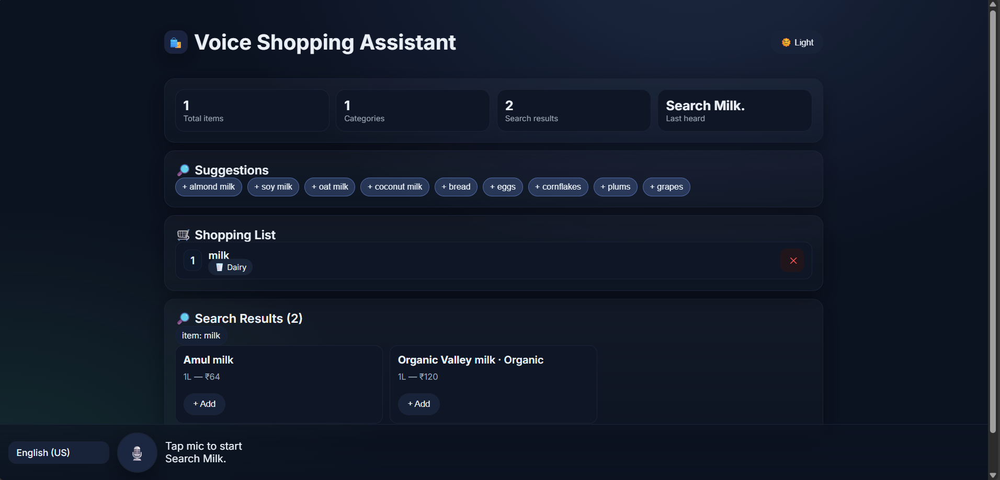 Voice Shopping Assistant
Light
1
Total items
1
Categories
2
Search results
Search Milk.
Last heard
Suggestions
+ almond milk + soy milk + oat milk + coconut milk + bread + eggs + cornflakes + plums + grapes
Shopping List
1
milk
Dairy
Search Results (2)
item: milk
Amul milk
1L — ₹64
+ Add
Organic Valley milk · Organic
1L — ₹120
+ Add
English (US)
Tap mic to start
Search Milk.